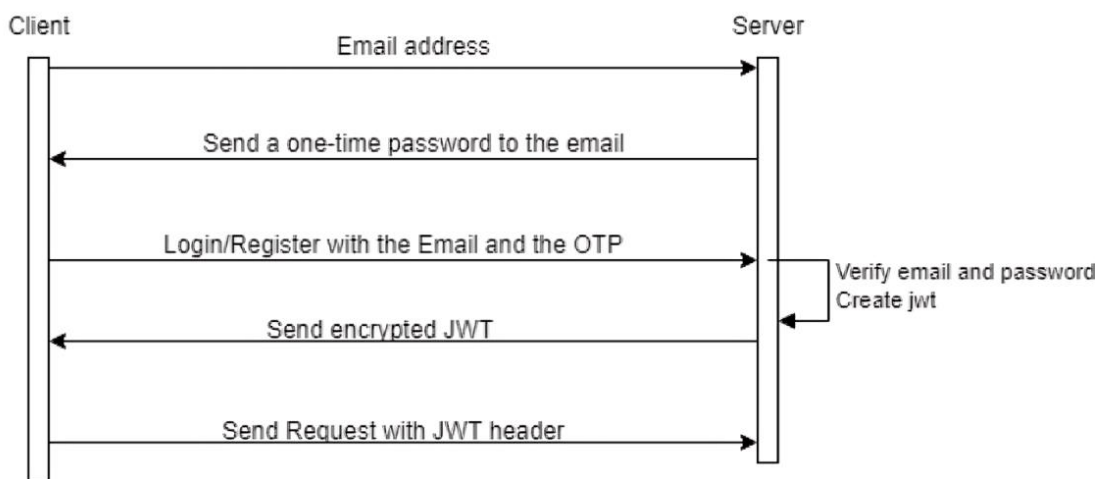 Client
Server
Email address
Send a one-time password to the email
Login/Register with the Email and the OTP
Verify email and password
Create jwt
Send encrypted JWT
Send Request with JWT header